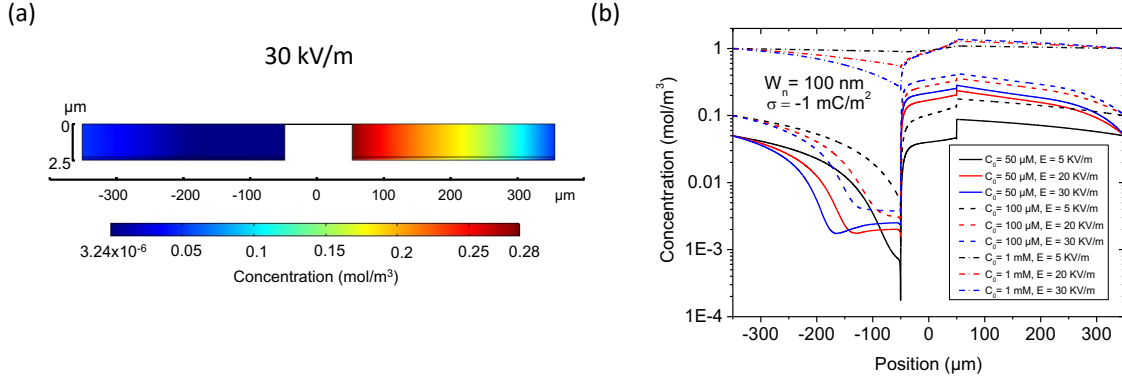 (a)
30 kV/m
µm
0
2.5
-300 -200 -100 0 100 200 300 µm
3.24x10⁻⁶ 0.05 0.1 0.15 0.2 0.25 0.28
Concentration (mol/m³)
(b)
Concentration (mol/m³)
1
0.1
0.01
1E-3
1E-4
W_n = 100 nm
σ = -1 mC/m²
C₀= 50 µM, E = 5 KV/m
C₀= 50 µM, E = 20 KV/m
C₀= 50 µM, E = 30 KV/m
C₀= 100 µM, E = 5 KV/m
C₀= 100 µM, E = 20 KV/m
C₀= 100 µM, E = 30 KV/m
C₀= 1 mM, E = 5 KV/m
C₀= 1 mM, E = 20 KV/m
C₀= 1 mM, E = 30 KV/m
-300 -200 -100 0 100 200 300
Position (µm)